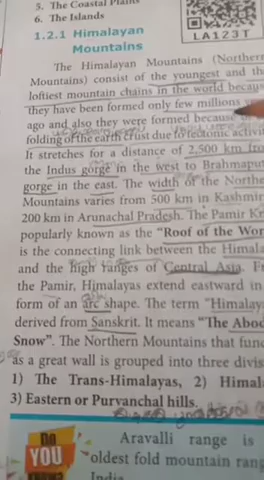 5. The Coastal Plains
6. The Islands
LA123T
1.2.1 Himalayan
Mountains
The Himalayan Mountains (Northern
Mountains) consist of the youngest and the
loftiest mountain chains in the world because
they have been formed only few millions
ago and also they were formed because
folding of the earth crust due to tectonic
It stretches for a distance of 2,500 km from
the Indus gorge in the west to Brahmaput
gorge in the east. The width of the Northe
Mountains varies from 500 km in Kashmir
200 km in Arunachal Pradesh. The Pamir Kn
popularly known as the "Roof of the Wor
is the connecting link between the Himala
and the high ranges of Central Asia.
the Pamir, Himalayas extend eastward in
form of an arc shape. The term "Himalay
derived from Sanskrit. It means "The Abod
Snow". The Northern Mountains that fun
as a great wall is grouped into three divis
1) The Trans-Himalayas, 2) Himal
3) Eastern or Purvanchal hills.
DO
YOU
Aravalli range is
oldest fold mountain ran
India